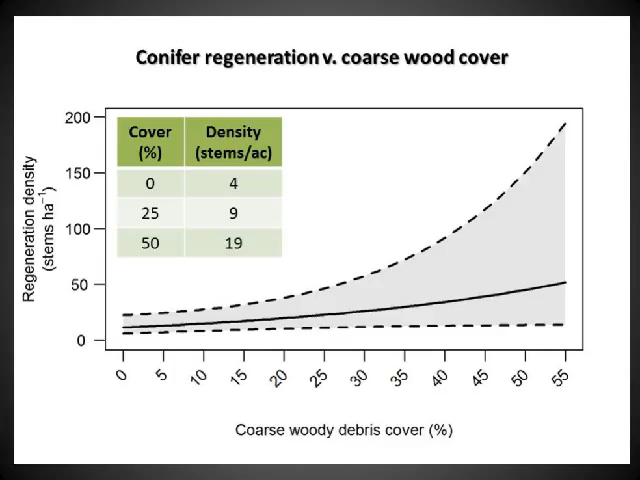 Conifer regeneration v. coarse wood cover
Cover (%) Density (stems/ac)
0 4
25 9
50 19
200
150
100
50
0
Regeneration density
(stems ha⁻¹)
0 5 10 15 20 25 30 35 40 45 50 55
Coarse woody debris cover (%)